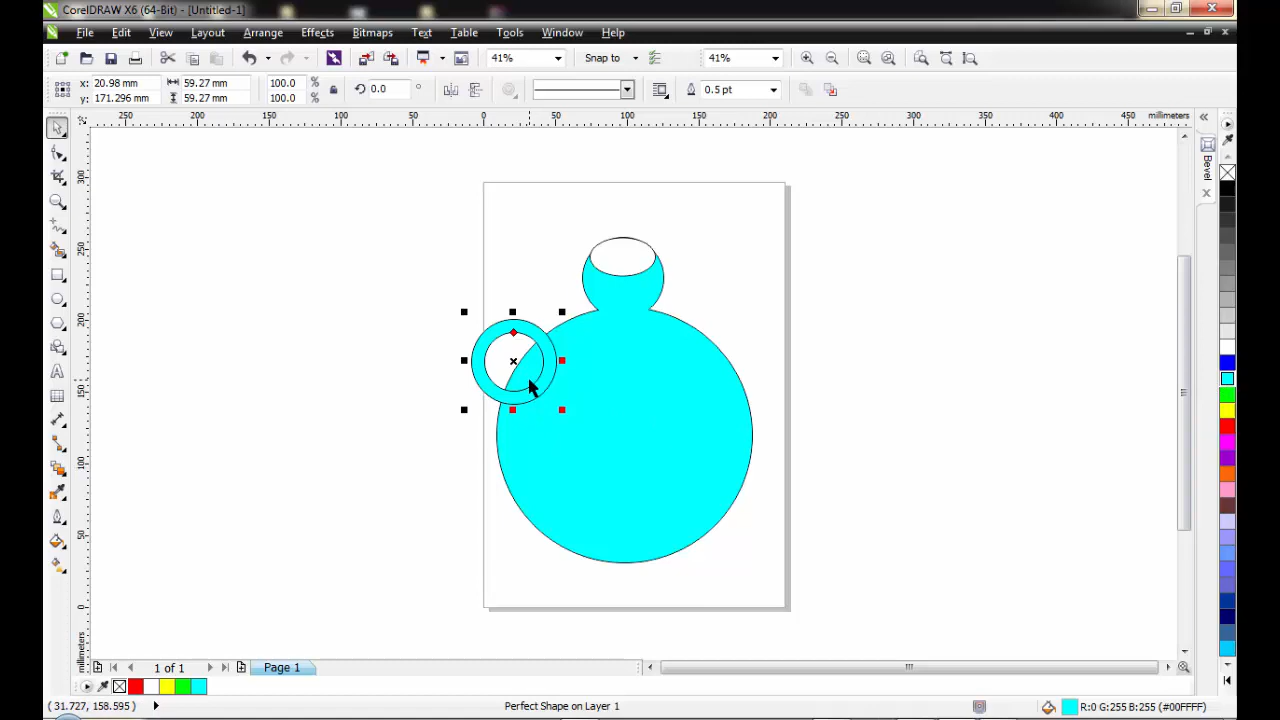 CorelDRAW X6 (64-Bit) - [Untitled-1]
File Edit View Layout Arrange Effects Bitmaps Text Table Tools Window Help
41% Snap to 41%
x: 20.98 mm 59.27 mm 100.0 % 0.0 ° 0.5 pt
y: 171.296 mm 59.27 mm 100.0 %
250 200 150 100 50 0 50 100 150 200 250 300 350 400 450 millimeters
300
250
200
150
100
50
0
millimeters
Bevel
1 of 1 Page 1
( 31.727, 158.595 ) Perfect Shape on Layer 1 R:0 G:255 B:255 (#00FFFF)